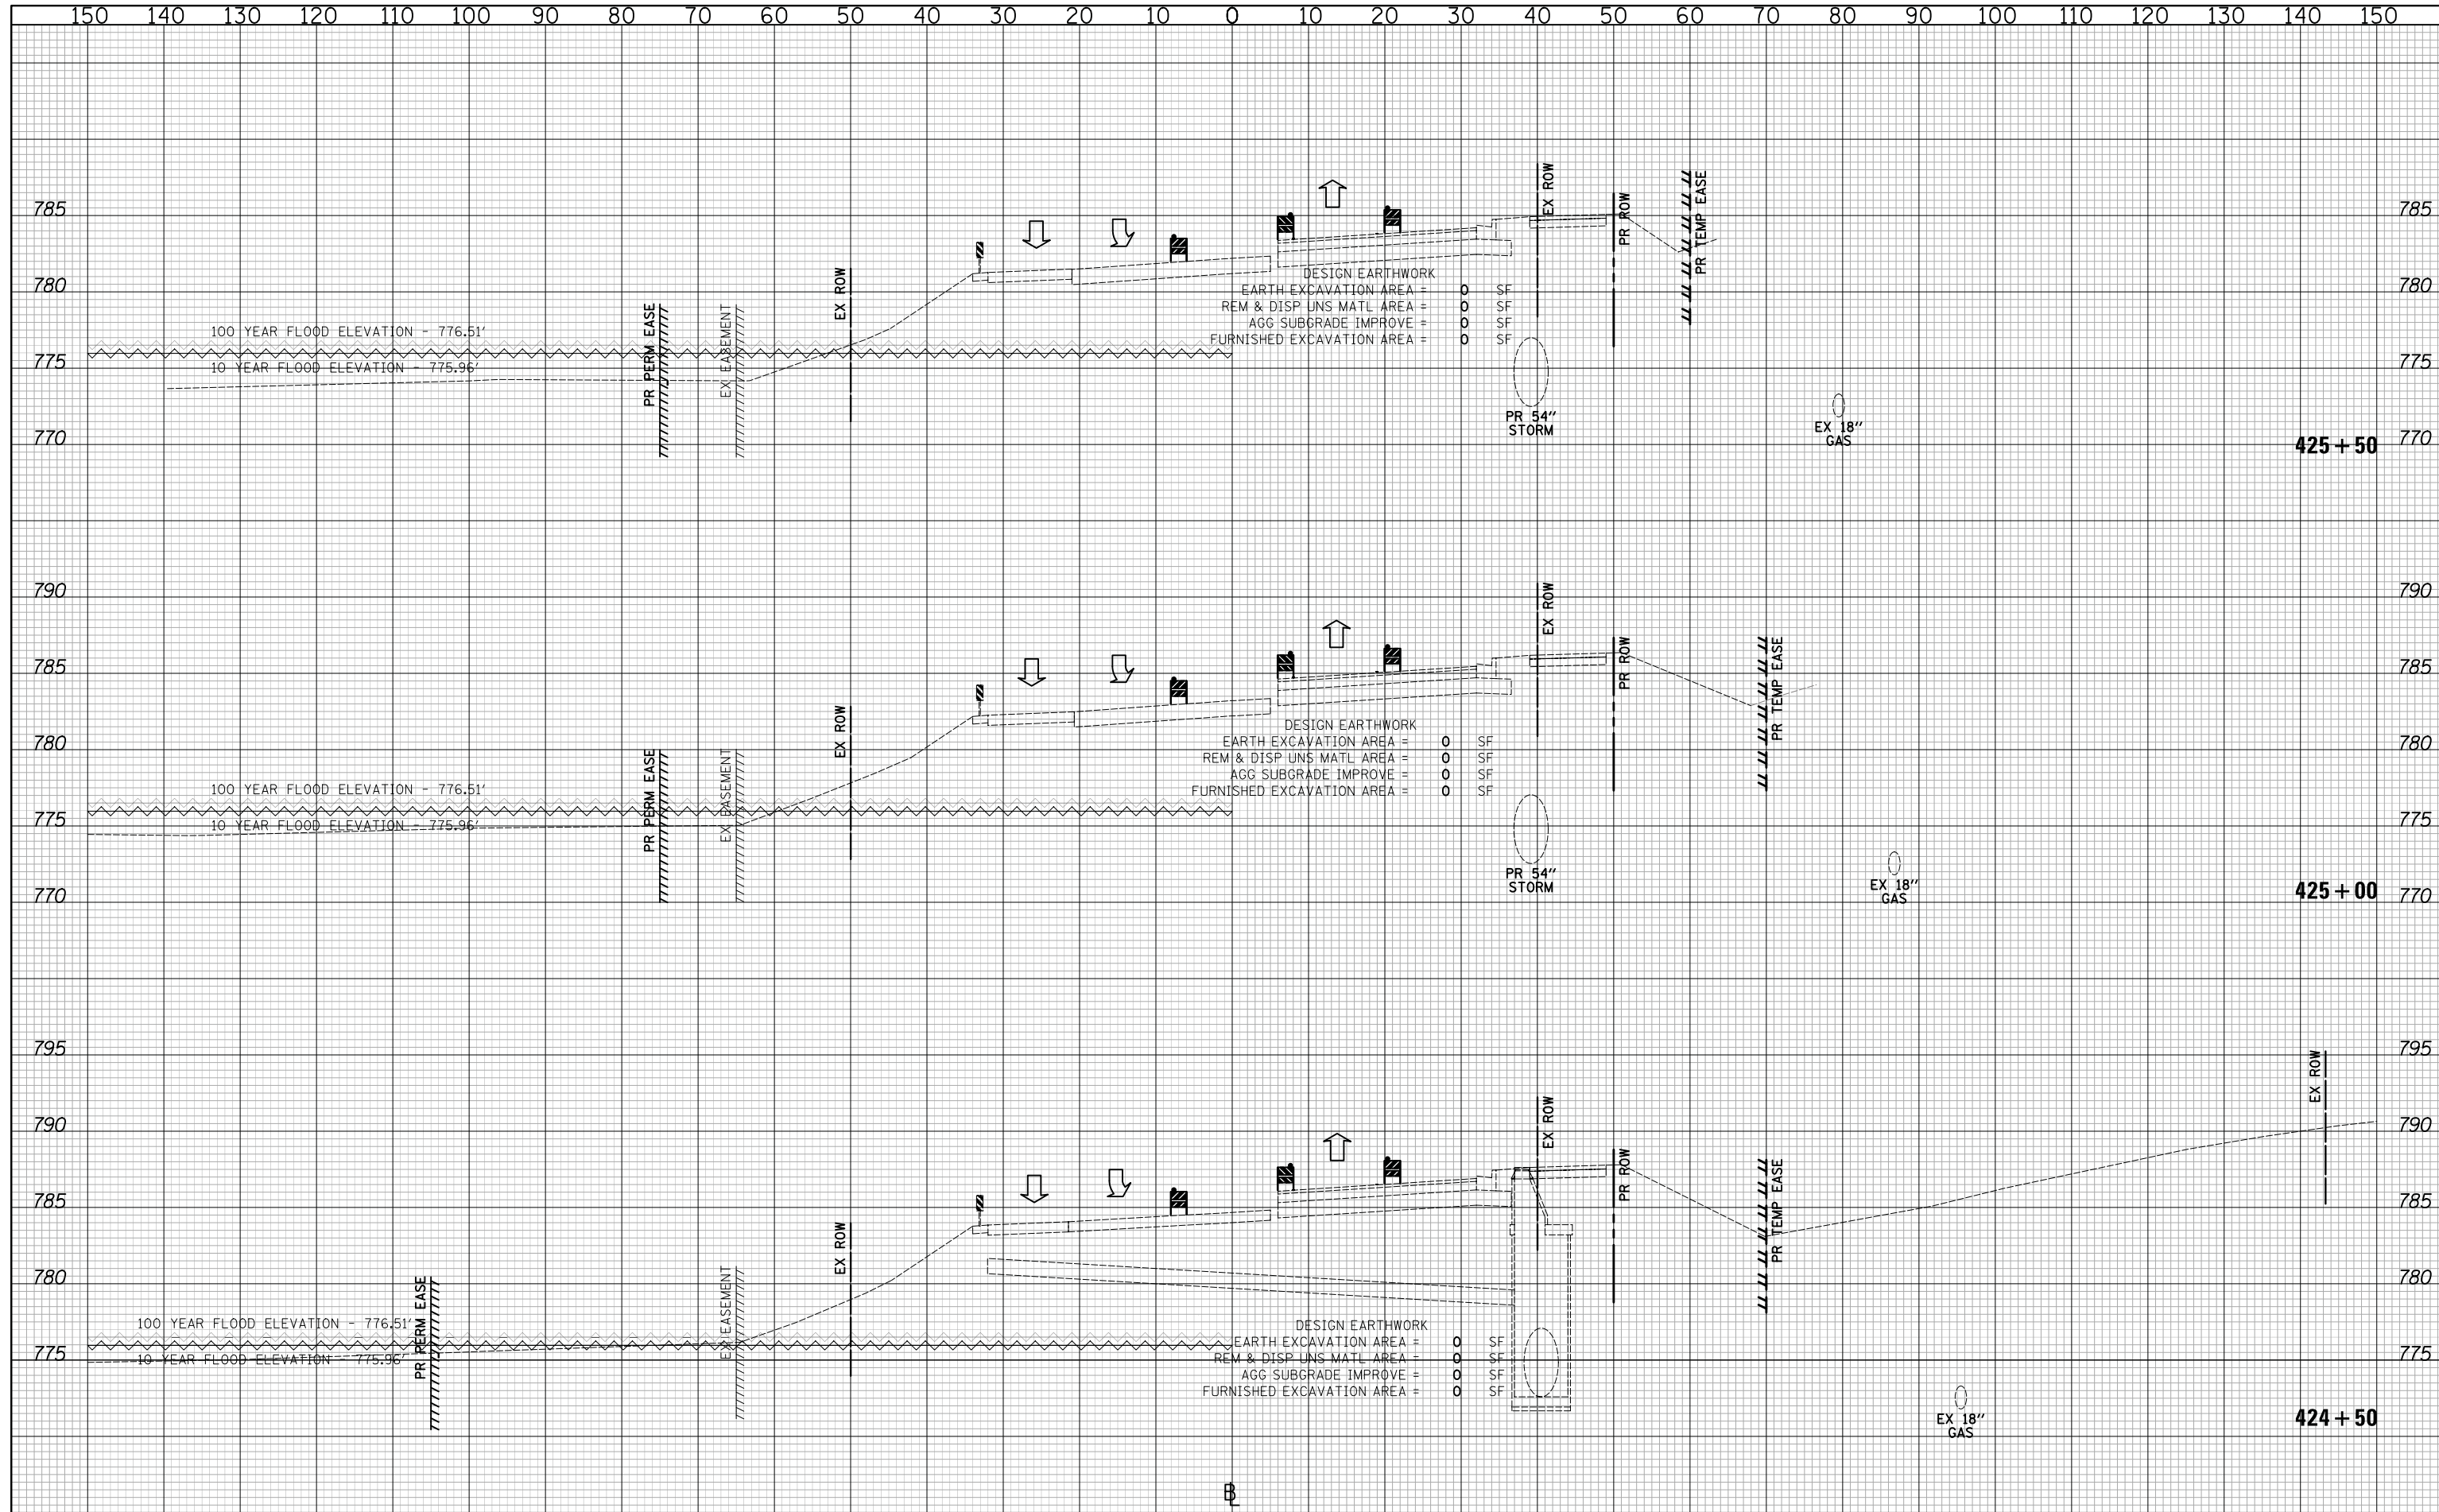 150 140 130 120 110 100 90 80 70 60 50 40 30 20 10 0 10 20 30 40 50 60 70 80 90 100 110 120 130 140 150
EX ROW
PR TEMP EASE
PR ROW
785 785
DESIGN EARTHWORK
EX ROW
780 780
EARTH EXCAVATION AREA = 0 SF
REM & DISP UNS MATL AREA = 0 SF
AGG SUBGRADE IMPROVE = 0 SF
FURNISHED EXCAVATION AREA = 0 SF
PR PERM EASE
EX EASEMENT
100 YEAR FLOOD ELEVATION - 776.51'
775 775
10 YEAR FLOOD ELEVATION - 775.96'
PR 54"
STORM
EX 18"
GAS
770 770
425+50
790 790
EX ROW
785 785
PR ROW
PR TEMP EASE
EX ROW
DESIGN EARTHWORK
780 780
EARTH EXCAVATION AREA = 0 SF
REM & DISP UNS MATL AREA = 0 SF
AGG SUBGRADE IMPROVE = 0 SF
FURNISHED EXCAVATION AREA = 0 SF
PR PERM EASE
EX EASEMENT
100 YEAR FLOOD ELEVATION - 776.51'
775 775
10 YEAR FLOOD ELEVATION - 775.96'
PR 54"
STORM
EX 18"
GAS
770 770
425+00
795 795
EX ROW
790 790
EX ROW
PR ROW
785 785
PR TEMP EASE
EX ROW
780 780
PR PERM EASE
EX EASEMENT
100 YEAR FLOOD ELEVATION - 776.51'
DESIGN EARTHWORK
EARTH EXCAVATION AREA = 0 SF
775 775
10 YEAR FLOOD ELEVATION - 775.96'
REM & DISP UNS MATL AREA = 0 SF
AGG SUBGRADE IMPROVE = 0 SF
FURNISHED EXCAVATION AREA = 0 SF
EX 18"
GAS
424+50
BL